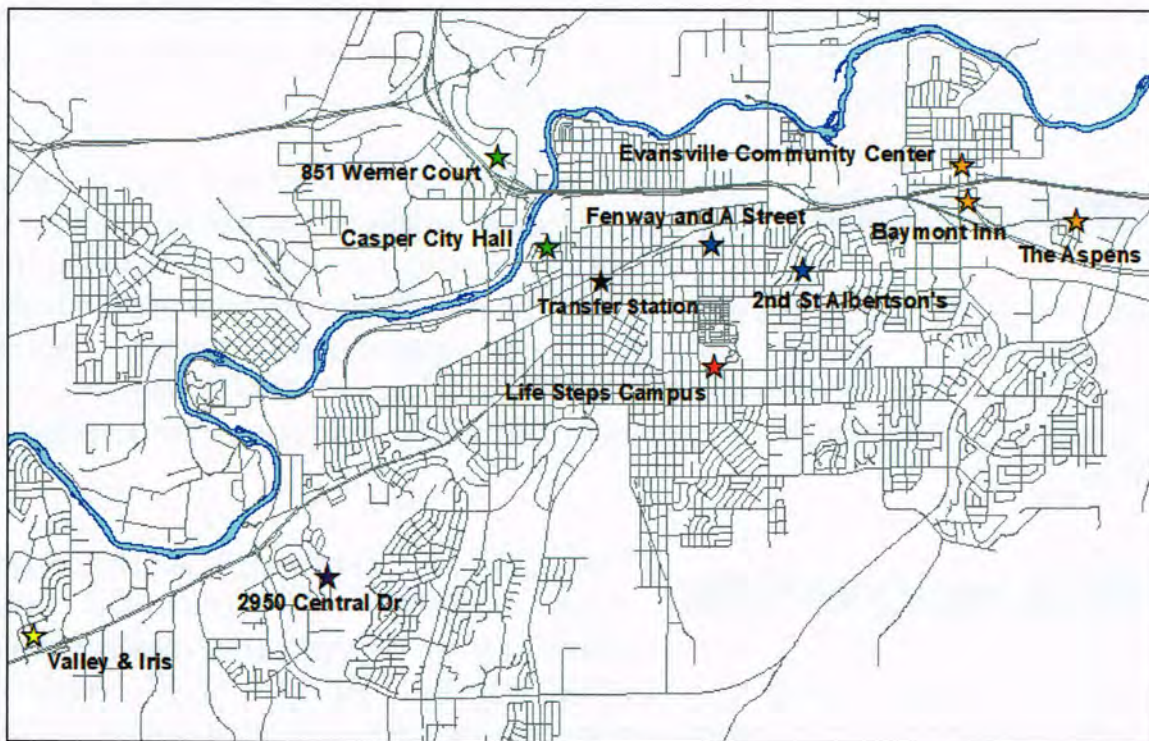 Evansville Community Center
851 Werner Court
Fenway and A Street
Casper City Hall
Baymont Inn
The Aspens
Transfer Station
2nd St Albertson's
Life Steps Campus
2950 Central Dr
Valley & Iris